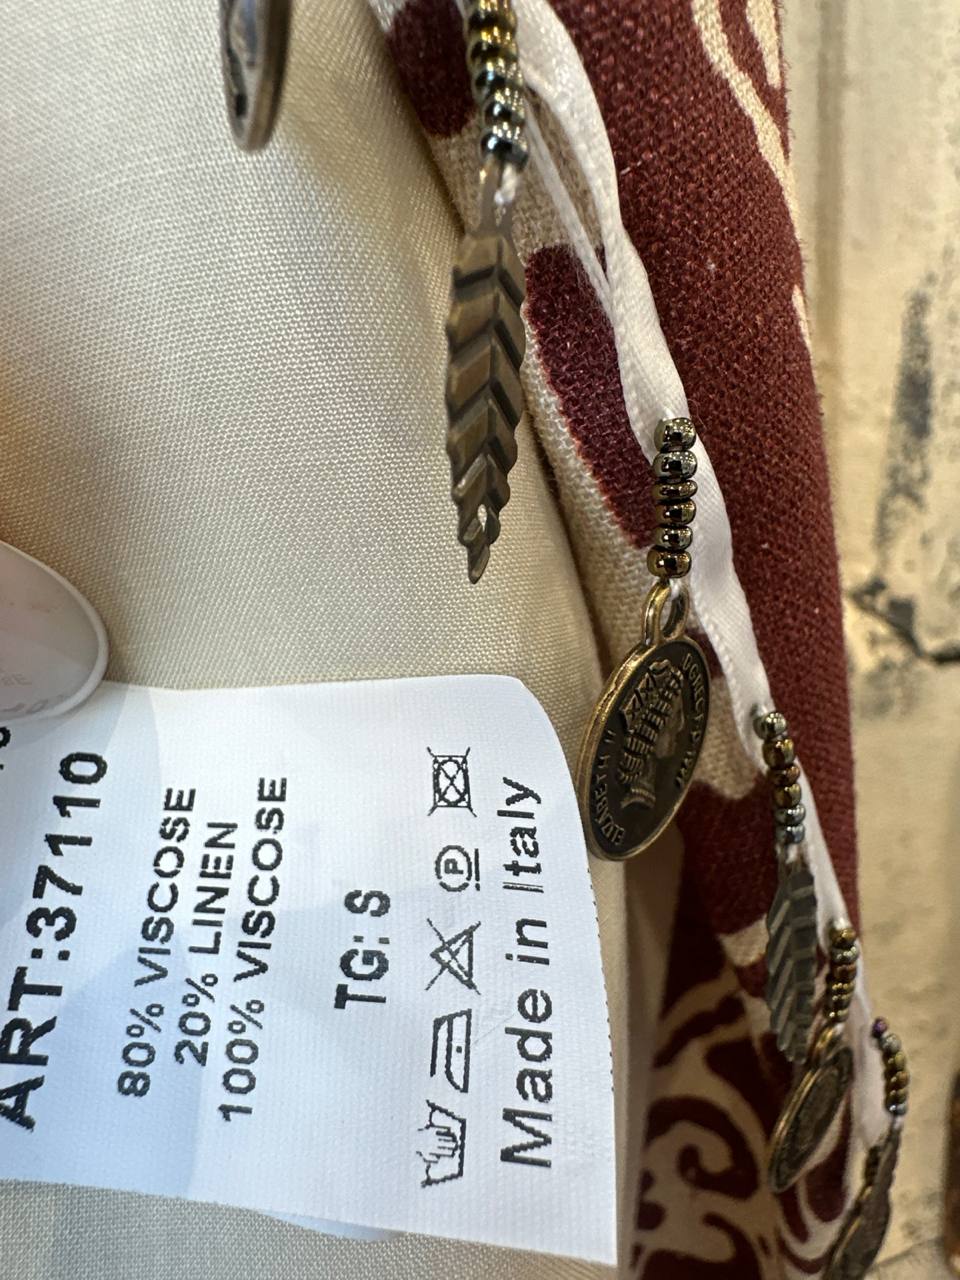 ART:37110
80% VISCOSE
20% LINEN
100% VISCOSE
TG: S
P
Made in Italy